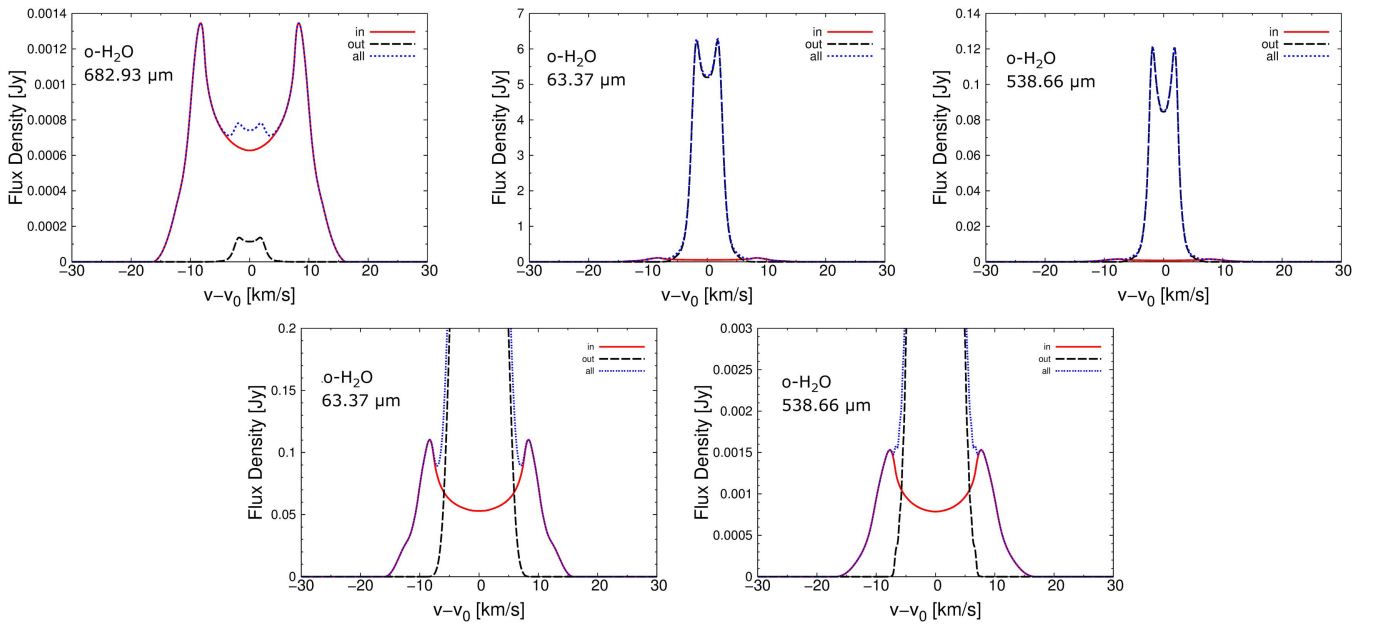 Flux Density [Jy]
0.0014
0.0012
0.001
0.0008
0.0006
0.0004
0.0002
0
o-H₂O
682.93 μm
in
out
all
−30 −20 −10 0 10 20 30
v−v₀ [km/s]
Flux Density [Jy]
7
6
5
4
3
2
1
0
o-H₂O
63.37 μm
in
out
all
−30 −20 −10 0 10 20 30
v−v₀ [km/s]
Flux Density [Jy]
0.14
0.12
0.10
0.08
0.06
0.04
0.02
0
o-H₂O
538.66 μm
in
out
all
−30 −20 −10 0 10 20 30
v−v₀ [km/s]
Flux Density [Jy]
0.2
0.15
0.1
0.05
0
.o-H₂O
63.37 μm
in
out
all
−30 −20 −10 0 10 20 30
v−v₀ [km/s]
Flux Density [Jy]
0.003
0.0025
0.002
0.0015
0.001
0.0005
0
o-H₂O
538.66 μm
in
out
all
−30 −20 −10 0 10 20 30
v−v₀ [km/s]